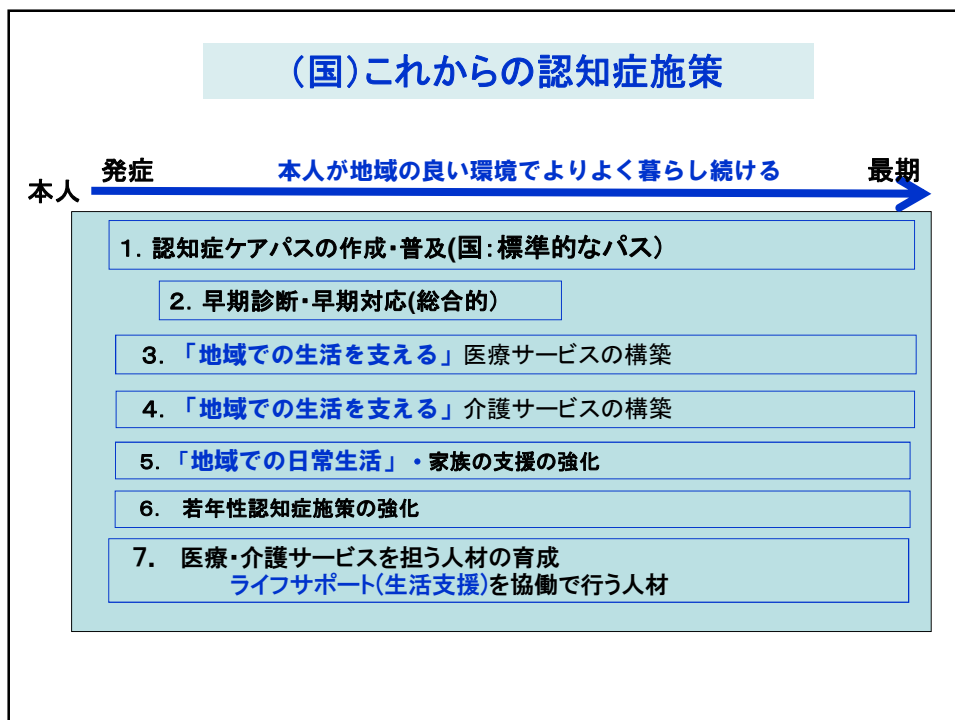 （国）これからの認知症施策
発症 本人が地域の良い環境でよりよく暮らし続ける 最期
本人
１．認知症ケアパスの作成・普及(国：標準的なパス）
２．早期診断・早期対応(総合的）
３．「地域での生活を支える」医療サービスの構築
４．「地域での生活を支える」介護サービスの構築
５．「地域での日常生活」・家族の支援の強化
６．　若年性認知症施策の強化
７．　医療・介護サービスを担う人材の育成
ライフサポート(生活支援)を協働で行う人材